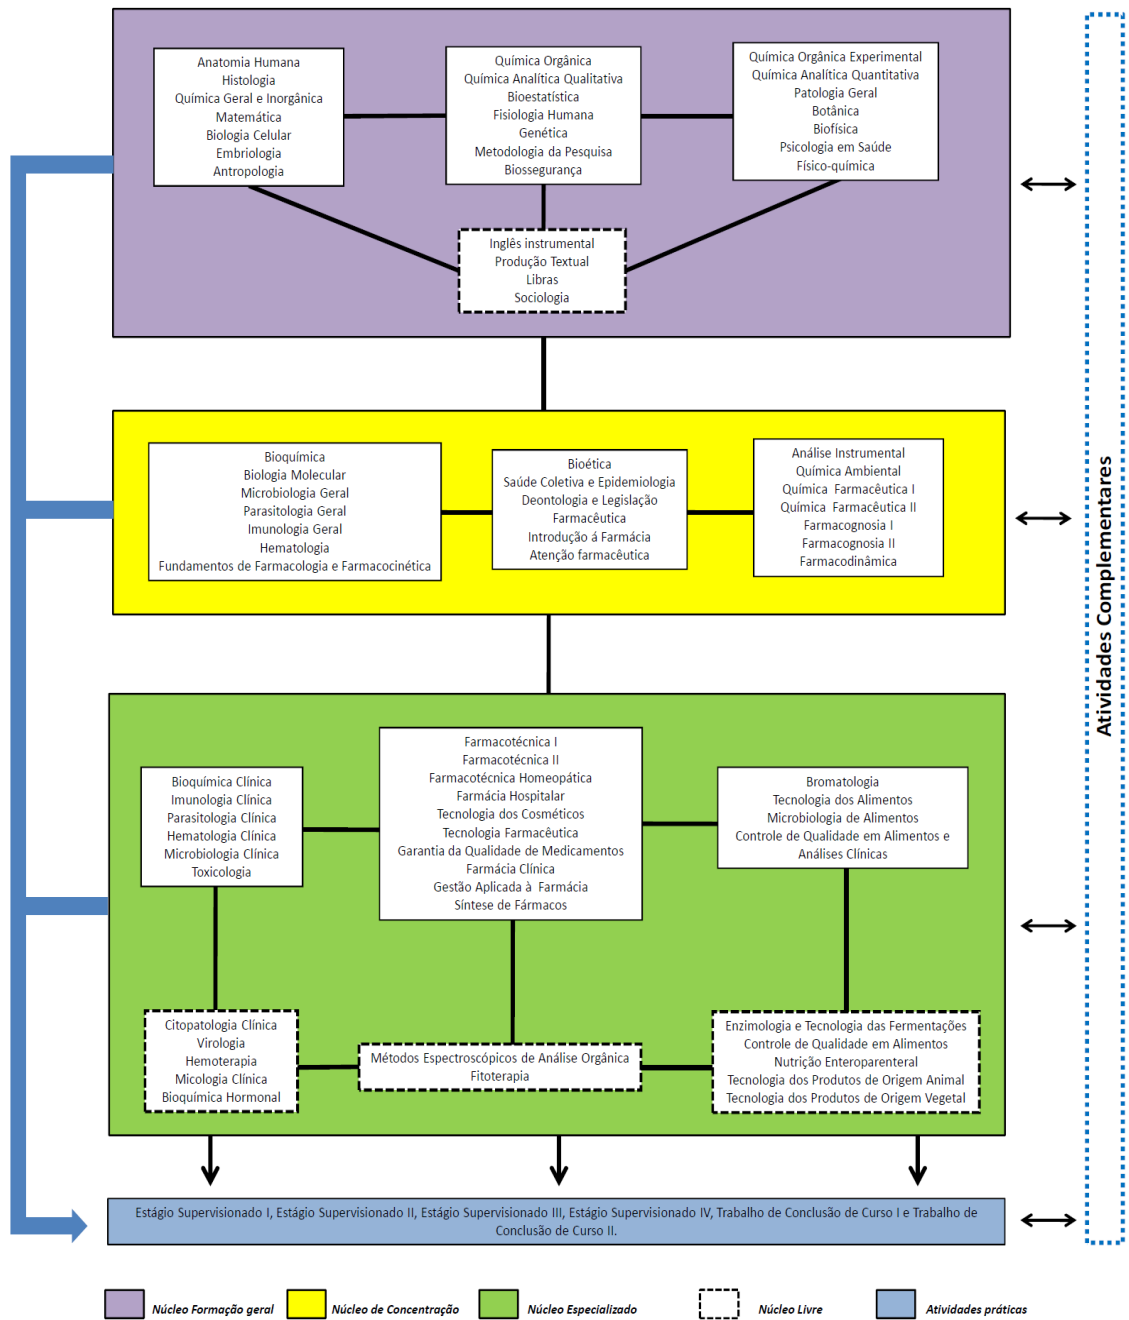 Anatomia Humana
Histologia
Química Geral e Inorgânica
Matemática
Biologia Celular
Embriologia
Antropologia
Química Orgânica
Química Analítica Qualitativa
Bioestatística
Fisiologia Humana
Genética
Metodologia da Pesquisa
Biossegurança
Química Orgânica Experimental
Química Analítica Quantitativa
Patologia Geral
Botânica
Biofísica
Psicologia em Saúde
Físico-química
Inglês instrumental
Produção Textual
Libras
Sociologia
Bioquímica
Biologia Molecular
Microbiologia Geral
Parasitologia Geral
Imunologia Geral
Hematologia
Fundamentos de Farmacologia e Farmacocinética
Bioética
Saúde Coletiva e Epidemiologia
Deontologia e Legislação
Farmacêutica
Introdução á Farmácia
Atenção farmacêutica
Análise Instrumental
Química Ambiental
Química Farmacêutica I
Química Farmacêutica II
Farmacognosia I
Farmacognosia II
Farmacodinâmica
Bioquímica Clínica
Imunologia Clínica
Parasitologia Clínica
Hematologia Clínica
Microbiologia Clínica
Toxicologia
Farmacotécnica I
Farmacotécnica II
Farmacotécnica Homeopática
Farmácia Hospitalar
Tecnologia dos Cosméticos
Tecnologia Farmacêutica
Garantia da Qualidade de Medicamentos
Farmácia Clínica
Gestão Aplicada à Farmácia
Síntese de Fármacos
Bromatologia
Tecnologia dos Alimentos
Microbiologia de Alimentos
Controle de Qualidade em Alimentos e
Análises Clínicas
Citopatologia Clínica
Virologia
Hemoterapia
Micologia Clínica
Bioquímica Hormonal
Métodos Espectroscópicos de Análise Orgânica
Fitoterapia
Enzimologia e Tecnologia das Fermentações
Controle de Qualidade em Alimentos
Nutrição Enteroparenteral
Tecnologia dos Produtos de Origem Animal
Tecnologia dos Produtos de Origem Vegetal
Estágio Supervisionado I, Estágio Supervisionado II, Estágio Supervisionado III, Estágio Supervisionado IV, Trabalho de Conclusão de Curso I e Trabalho de
Conclusão de Curso II.
Atividades Complementares
Núcleo Formação geral
Núcleo de Concentração
Núcleo Especializado
Núcleo Livre
Atividades práticas